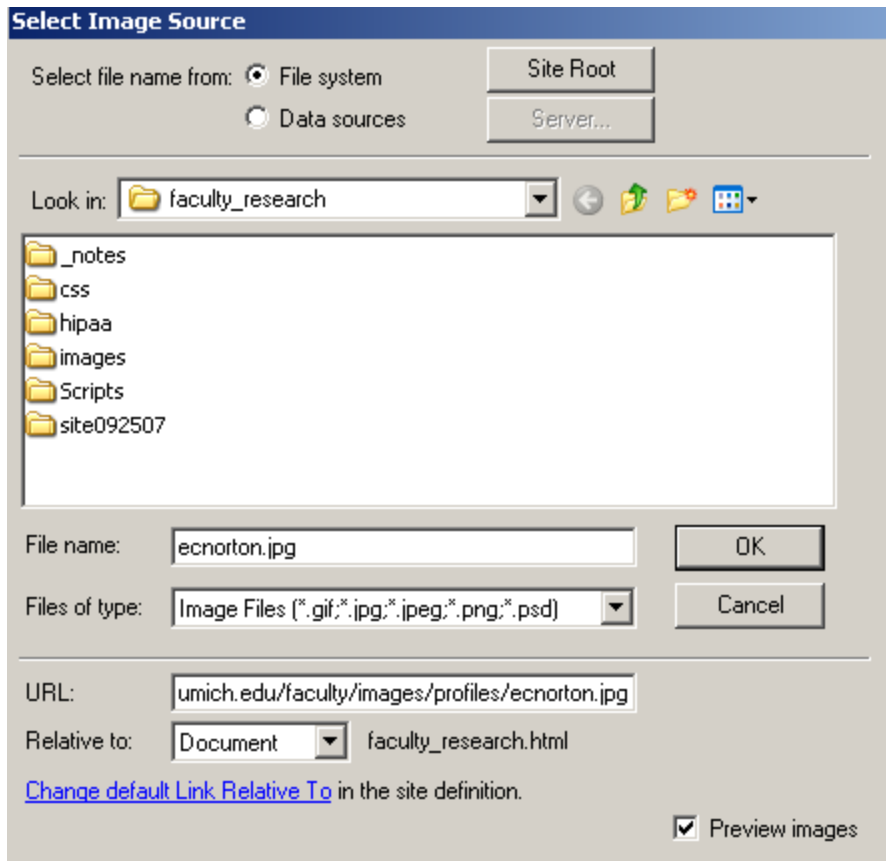 Select Image Source
Select file name from: File system Site Root
Data sources Server...
Look in: faculty_research
_notes
css
hipaa
images
Scripts
site092507
File name: ecnorton.jpg OK
Files of type: Image Files (*.gif;*.jpg;*.jpeg;*.png;*.psd) Cancel
URL: umich.edu/faculty/images/profiles/ecnorton.jpg
Relative to: Document faculty_research.html
Change default Link Relative To in the site definition.
Preview images